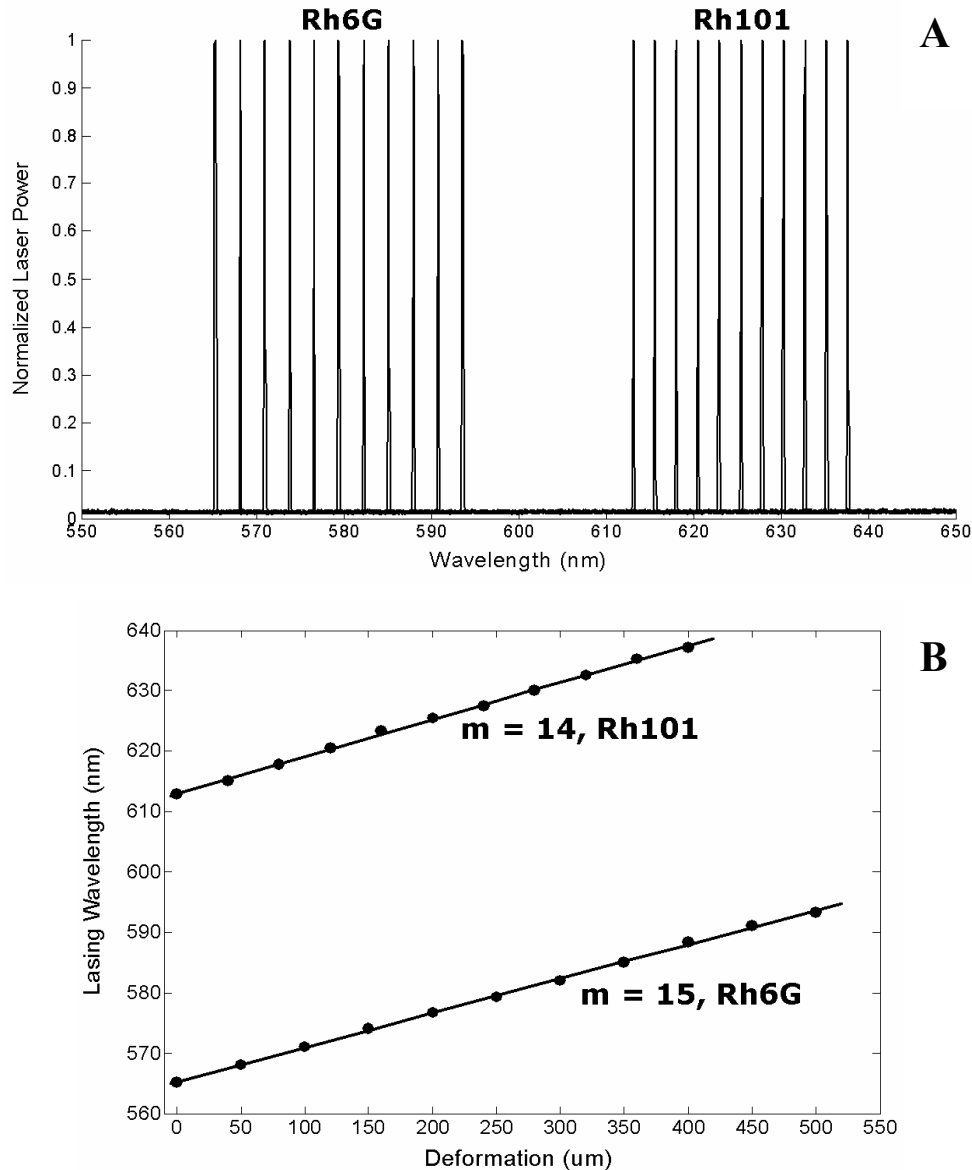 Rh6G Rh101
A
1
0.9
0.8
0.7
0.6
0.5
0.4
0.3
0.2
0.1
0
Normalized Laser Power
550 560 570 580 590 600 610 620 630 640 650
Wavelength (nm)
B
640
630
620
610
600
590
580
570
560
Lasing Wavelength (nm)
m = 14, Rh101
m = 15, Rh6G
0 50 100 150 200 250 300 350 400 450 500 550
Deformation (um)